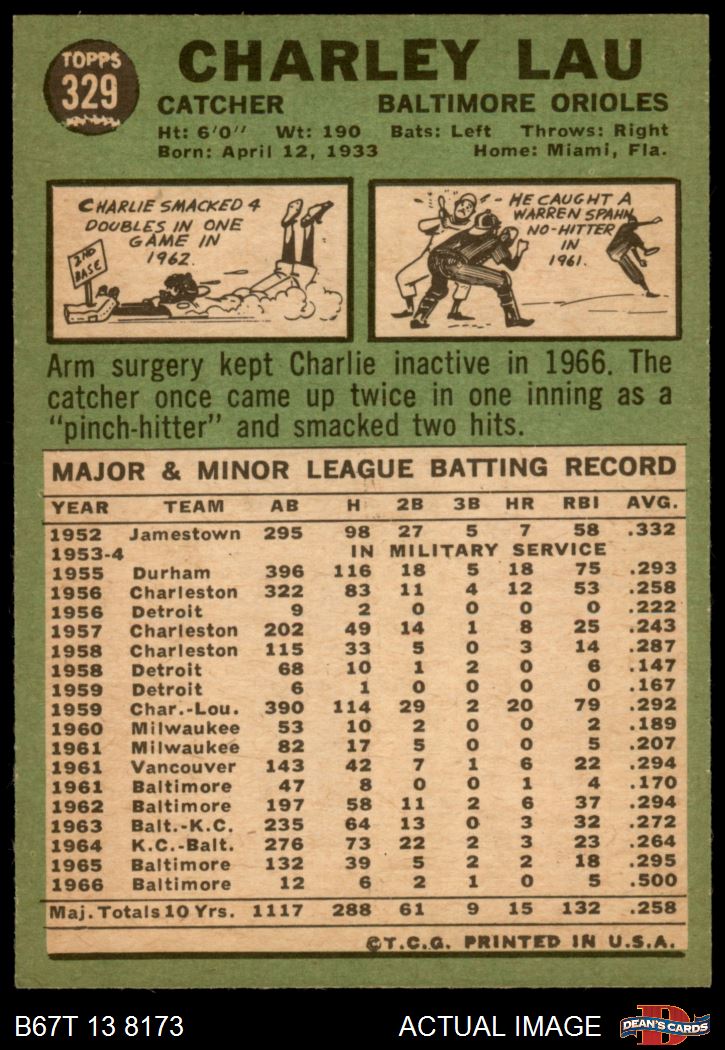 TOPPS
329
CHARLEY LAU
CATCHER BALTIMORE ORIOLES
Ht: 6'0" Wt: 190 Bats: Left Throws: Right
Born: April 12, 1933 Home: Miami, Fla.
CHARLIE SMACKED 4
DOUBLES IN ONE
GAME IN
1962.
2ND
BASE
HE CAUGHT A
WARREN SPAHN
NO-HITTER
IN
1961.
Arm surgery kept Charlie inactive in 1966. The
catcher once came up twice in one inning as a
"pinch-hitter" and smacked two hits.
MAJOR & MINOR LEAGUE BATTING RECORD
YEAR TEAM AB H 2B 3B HR RBI AVG.
1952 Jamestown 295 98 27 5 7 58 .332
1953-4 IN MILITARY SERVICE
1955 Durham 396 116 18 5 18 75 .293
1956 Charleston 322 83 11 4 12 53 .258
1956 Detroit 9 2 0 0 0 0 .222
1957 Charleston 202 49 14 1 8 25 .243
1958 Charleston 115 33 5 0 3 14 .287
1958 Detroit 68 10 1 2 0 6 .147
1959 Detroit 6 1 0 0 0 0 .167
1959 Char.-Lou. 390 114 29 2 20 79 .292
1960 Milwaukee 53 10 2 0 0 2 .189
1961 Milwaukee 82 17 5 0 0 5 .207
1961 Vancouver 143 42 7 1 6 22 .294
1961 Baltimore 47 8 0 0 1 4 .170
1962 Baltimore 197 58 11 2 6 37 .294
1963 Balt.-K.C. 235 64 13 0 3 32 .272
1964 K.C.-Balt. 276 73 22 2 3 23 .264
1965 Baltimore 132 39 5 2 2 18 .295
1966 Baltimore 12 6 2 1 0 5 .500
Maj. Totals 10 Yrs. 1117 288 61 9 15 132 .258
©T.C.G. PRINTED IN U.S.A.
B67T 13 8173 ACTUAL IMAGE
D
DEAN'S CARDS